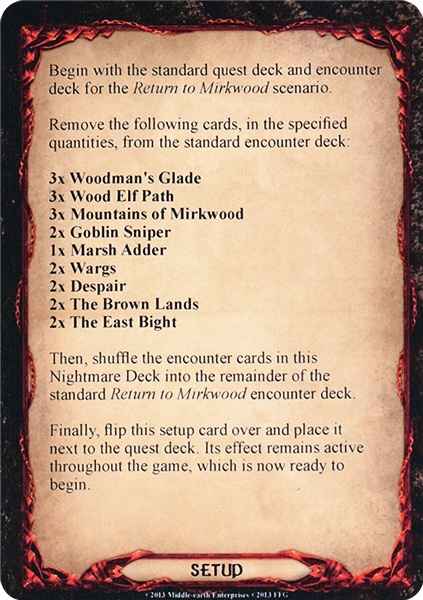 Begin with the standard quest deck and encounter
deck for the Return to Mirkwood scenario.
Remove the following cards, in the specified
quantities, from the standard encounter deck:
3x Woodman's Glade
3x Wood Elf Path
3x Mountains of Mirkwood
2x Goblin Sniper
1x Marsh Adder
2x Wargs
2x Despair
2x The Brown Lands
2x The East Bight
Then, shuffle the encounter cards in this
Nightmare Deck into the remainder of the
standard Return to Mirkwood encounter deck.
Finally, flip this setup card over and place it
next to the quest deck. Its effect remains active
throughout the game, which is now ready to
begin.
SETUP
• 2013 Middle-earth Enterprises • 2013 FFG